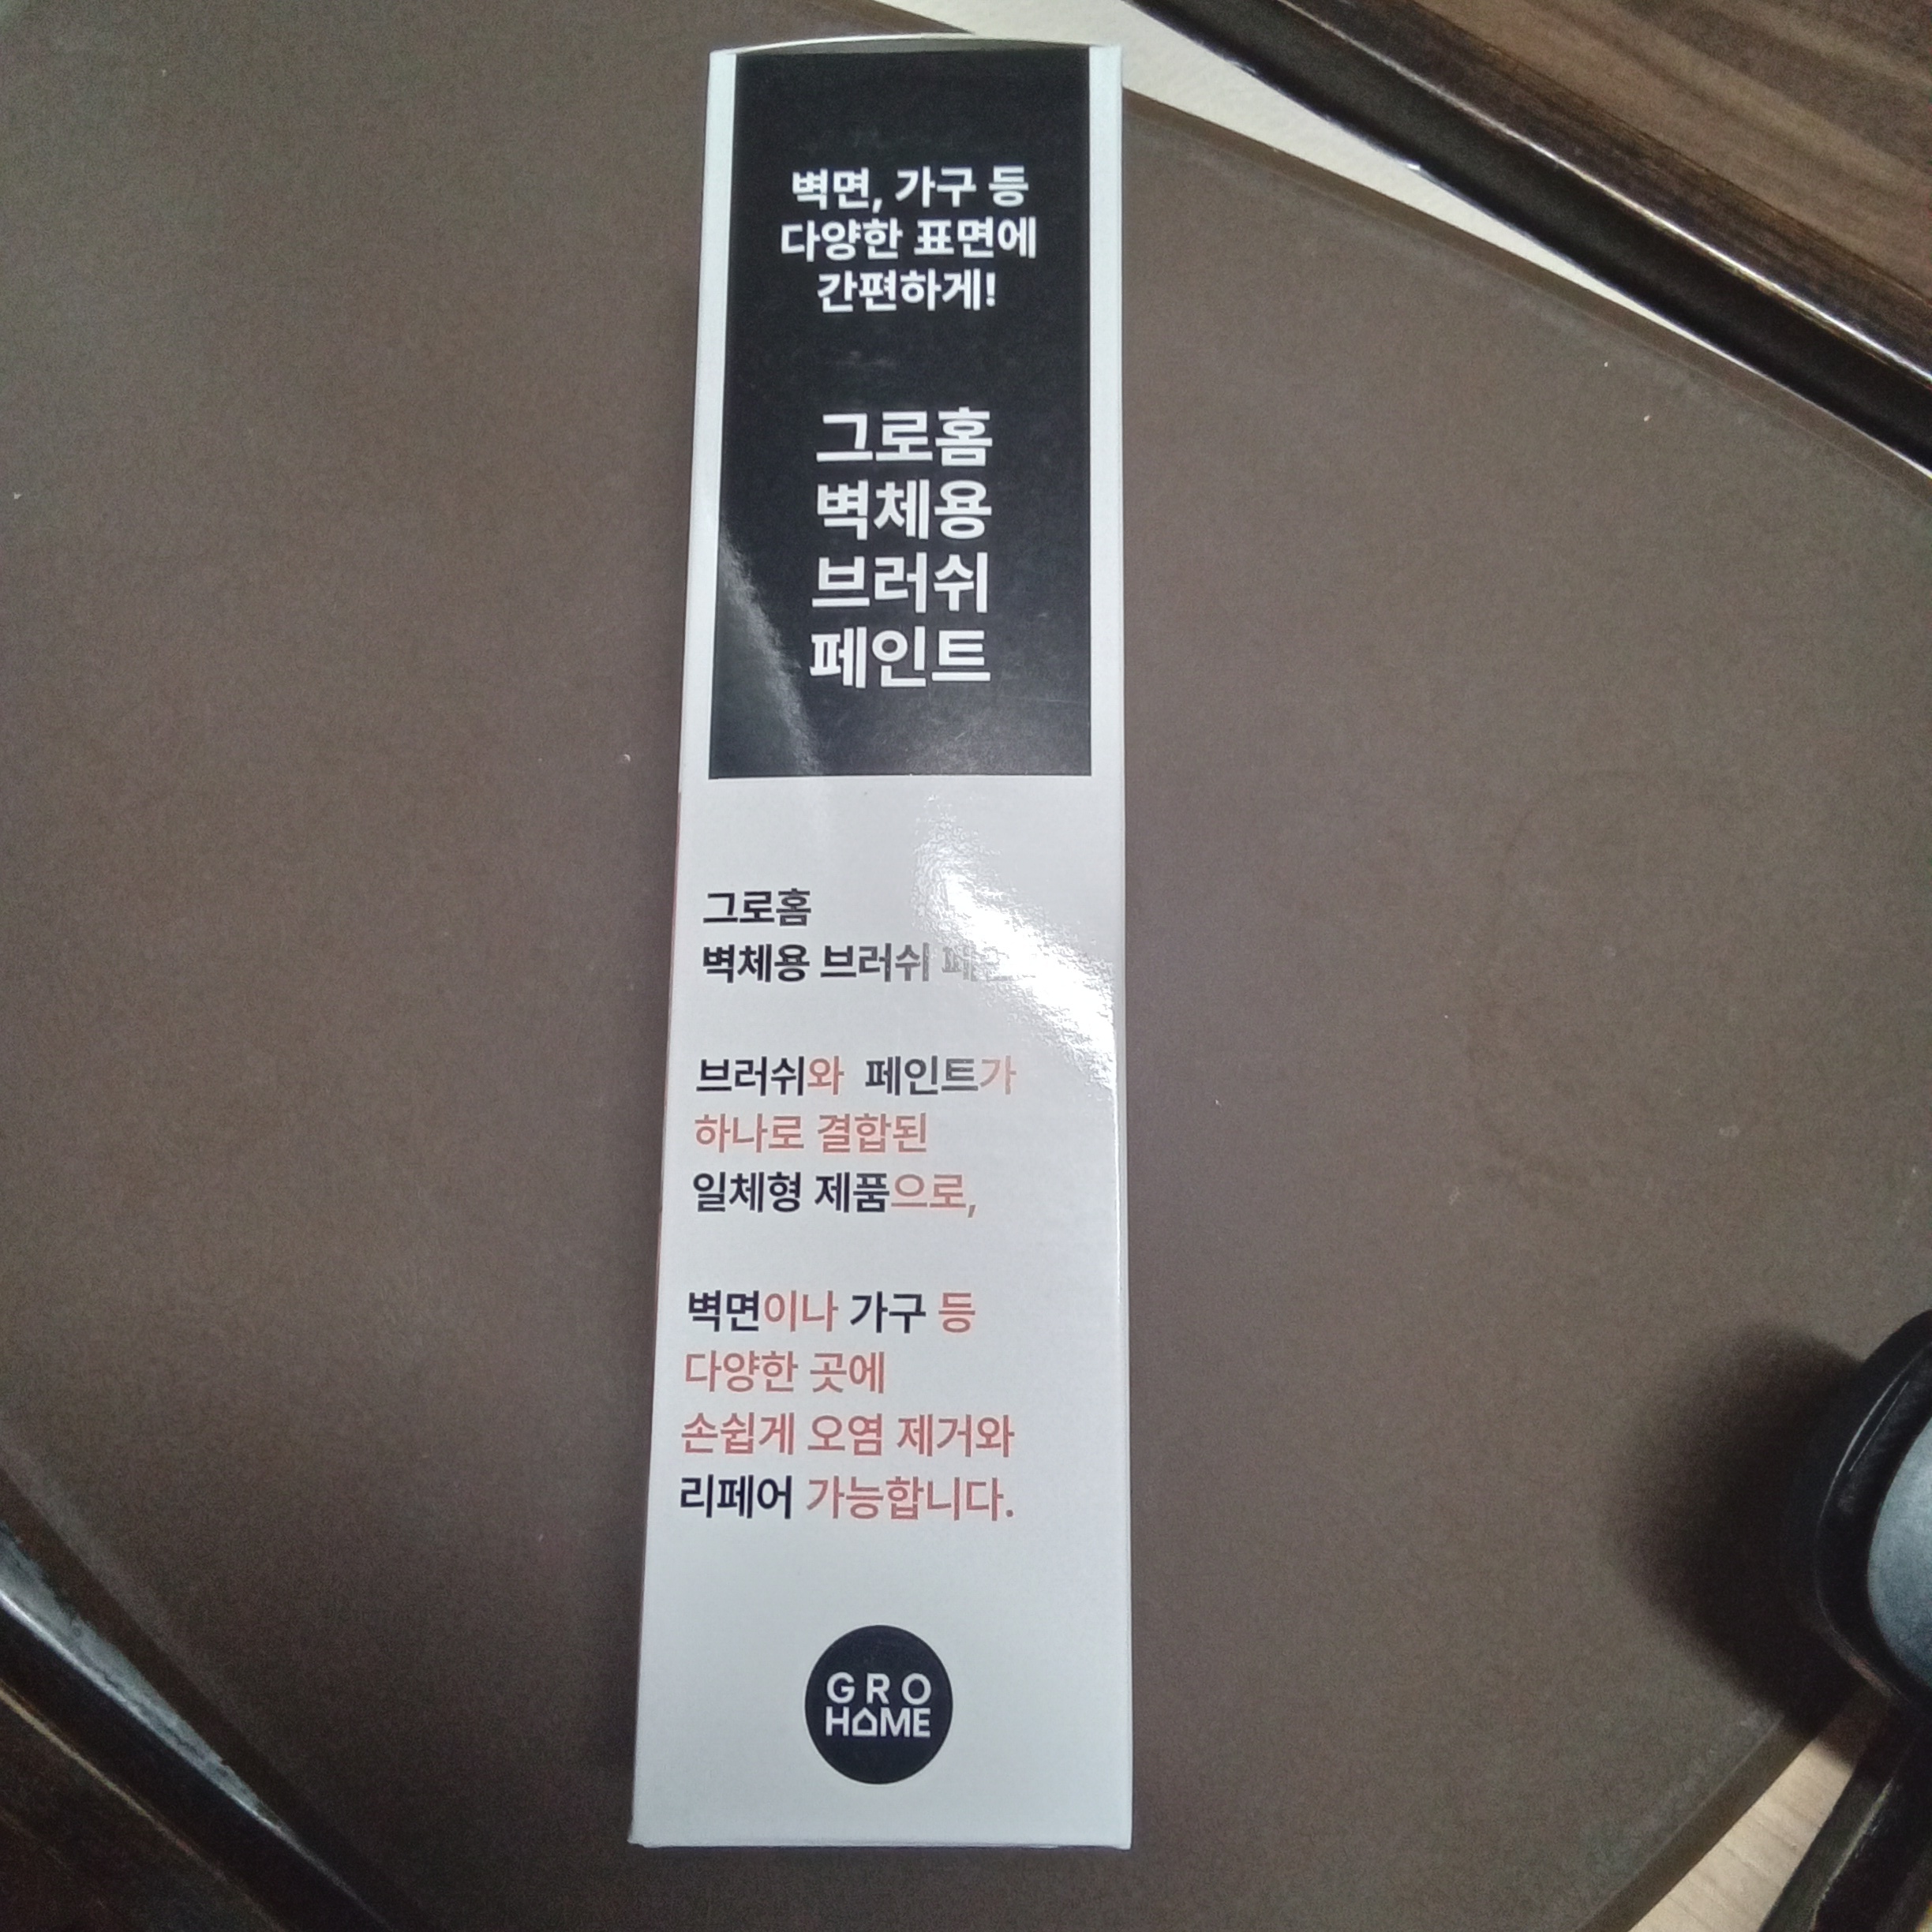 벽면, 가구 등
다양한 표면에
간편하게!
그로홈
벽체용
브러쉬
페인트
그로홈
벽체용 브러쉬
브러쉬와 페인트가
하나로 결합된
일체형 제품으로,
벽면이나 가구 등
다양한 곳에
손쉽게 오염 제거와
리페어 가능합니다.
GRO
HOME